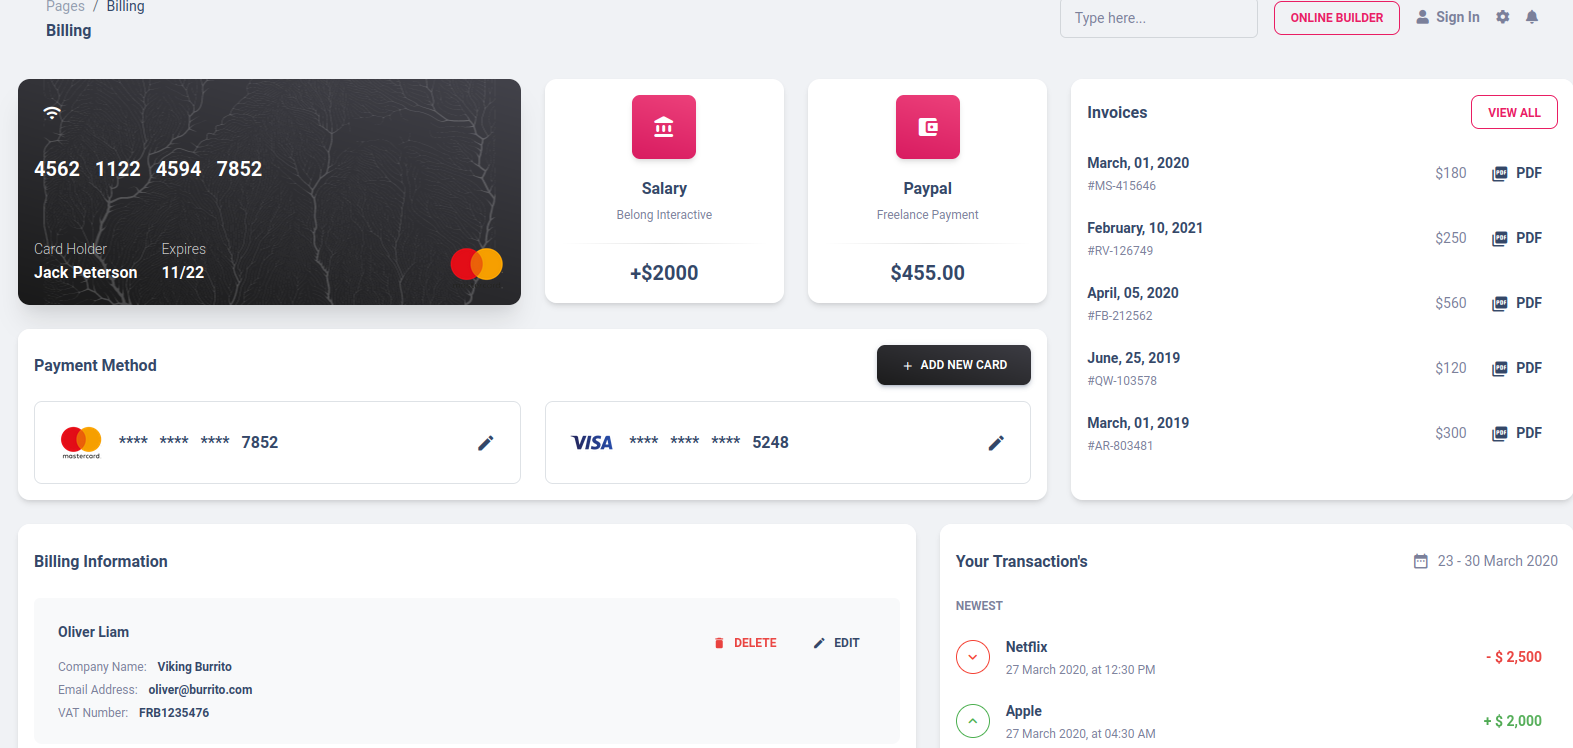 Pages / Billing
Billing
Type here...
ONLINE BUILDER
Sign In
4562 1122 4594 7852
Card Holder
Jack Peterson
Expires
11/22
Salary
Belong Interactive
+$2000
Paypal
Freelance Payment
$455.00
Invoices
VIEW ALL
March, 01, 2020
#MS-415646
$180 PDF PDF
February, 10, 2021
#RV-126749
$250 PDF PDF
April, 05, 2020
#FB-212562
$560 PDF PDF
June, 25, 2019
#QW-103578
$120 PDF PDF
March, 01, 2019
#AR-803481
$300 PDF PDF
Payment Method
+ ADD NEW CARD
mastercard
**** **** **** 7852
VISA **** **** **** 5248
Billing Information
Oliver Liam
DELETE
EDIT
Company Name: Viking Burrito
Email Address: oliver@burrito.com
VAT Number: FRB1235476
Your Transaction's
23 - 30 March 2020
NEWEST
Netflix
27 March 2020, at 12:30 PM
- $ 2,500
Apple
27 March 2020, at 04:30 AM
+ $ 2,000